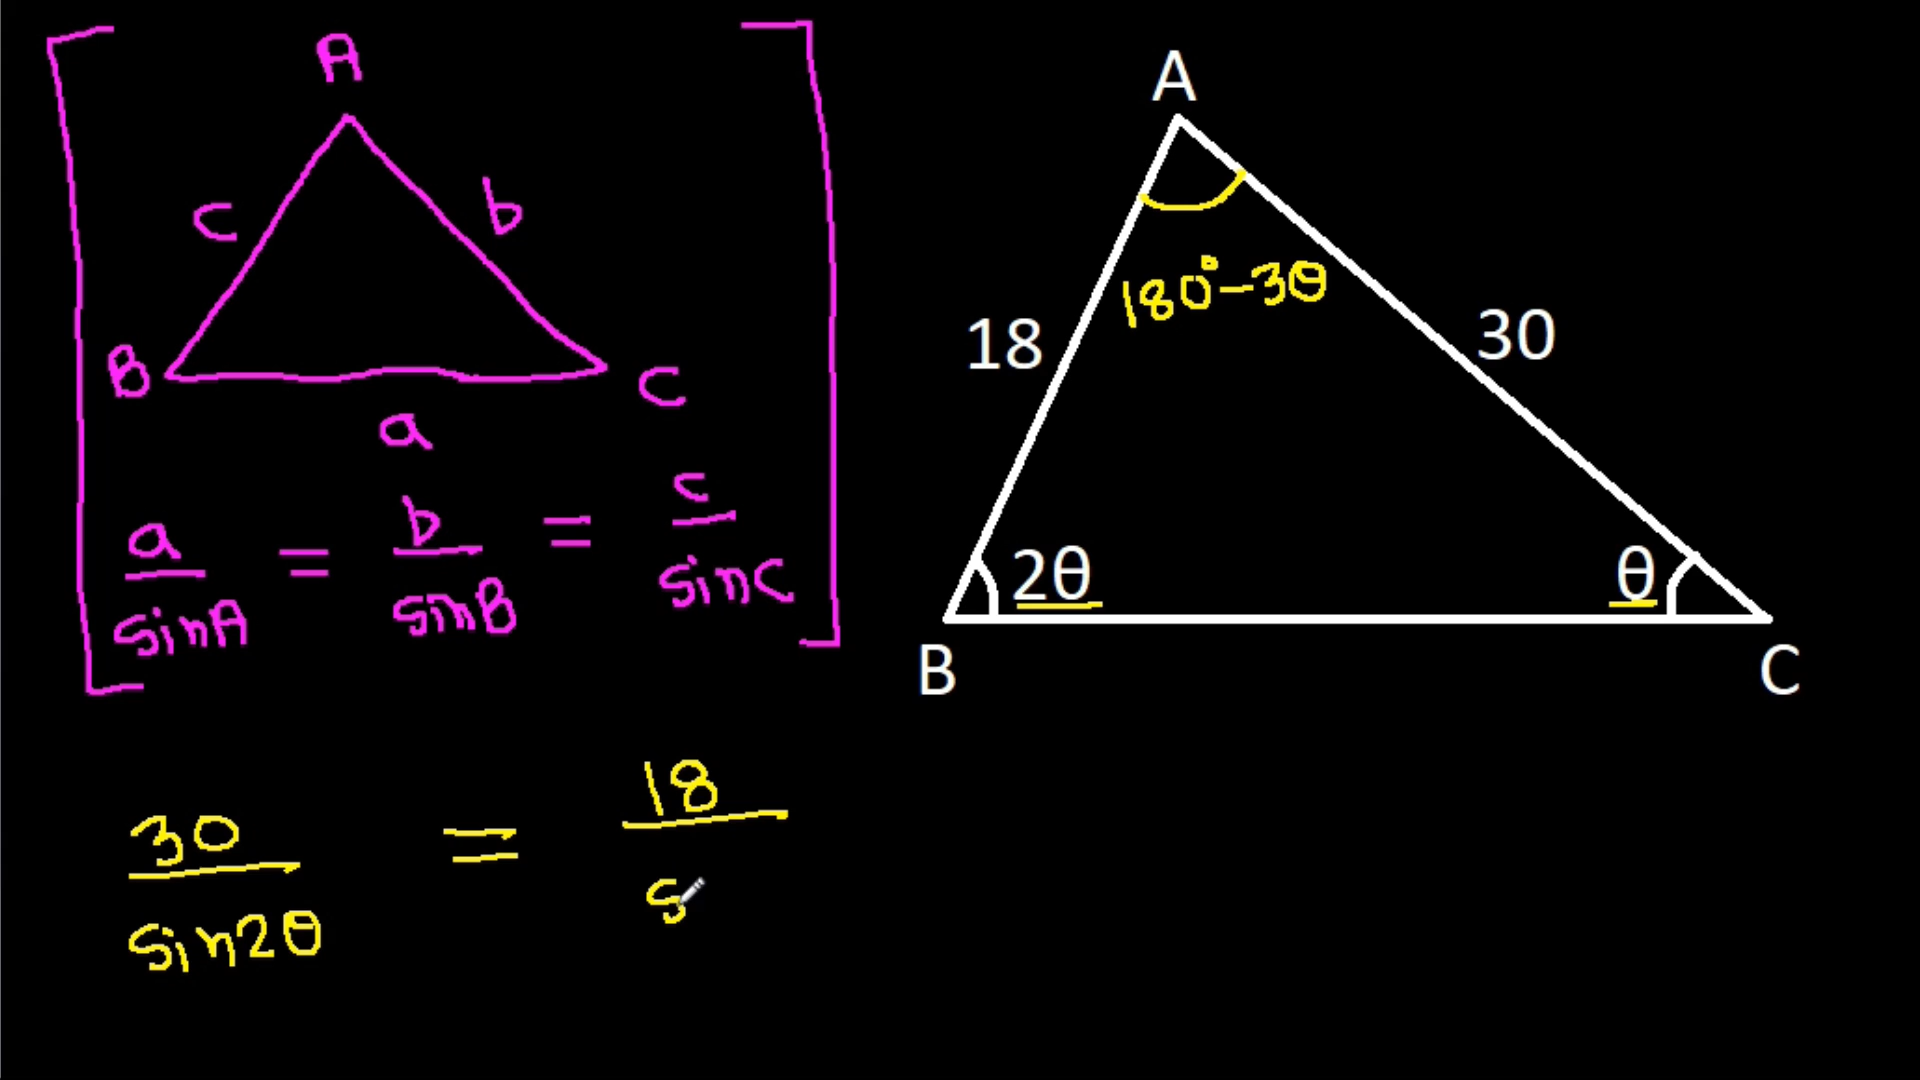 A
c b
B C
a
a/sinA = b/sinB = c/sinC
30/sin2θ = 18/s
A
180°-3θ
18 30
2θ θ
B C